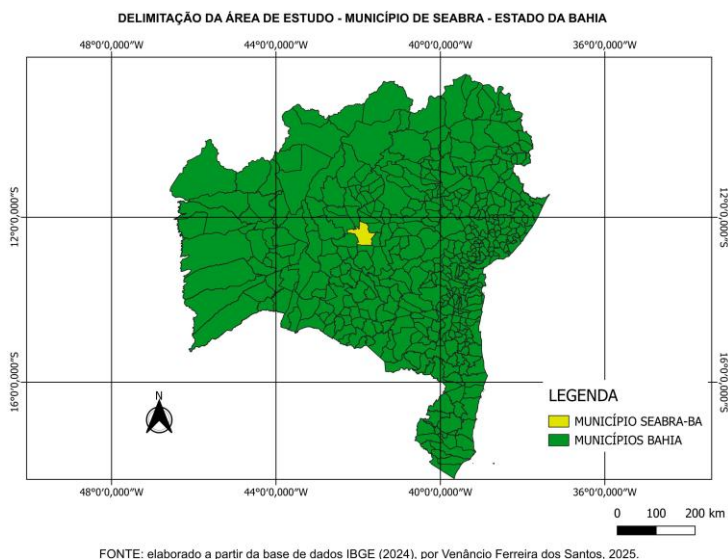 DELIMITAÇÃO DA ÁREA DE ESTUDO - MUNICÍPIO DE SEABRA - ESTADO DA BAHIA
48°0,0,000,W 44°0,0,000,W 40°0,0,000,W 36°0,0,000,W
12°0,0,000,S 12°0,0,000,S
16°0,0,000,S 16°0,0,000,S
N
LEGENDA
MUNICÍPIO SEABRA-BA
MUNICÍPIOS BAHIA
48°0,0,000,W 44°0,0,000,W 40°0,0,000,W 36°0,0,000,W
0 100 200 km
FONTE: elaborado a partir da base de dados IBGE (2024), por Venâncio Ferreira dos Santos, 2025.